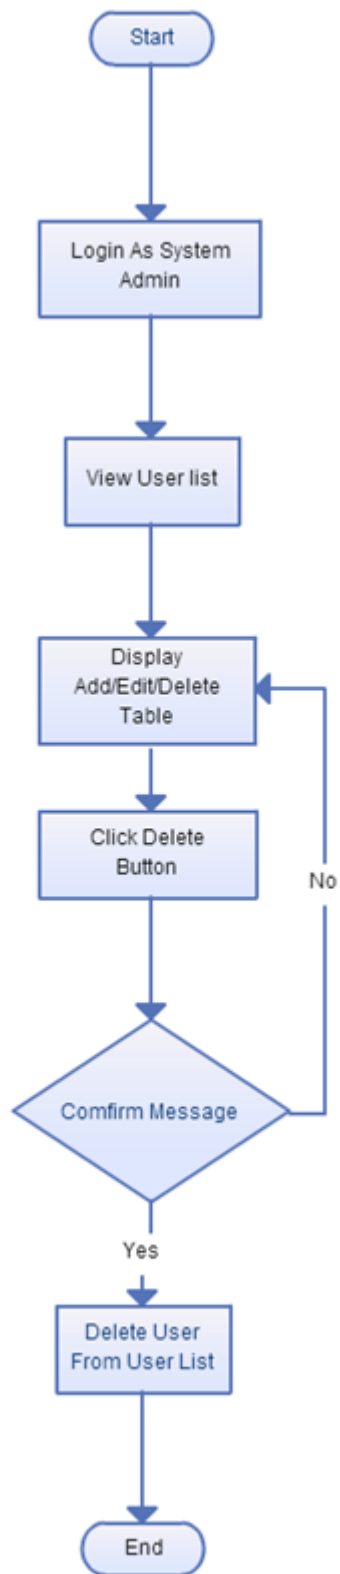 Start
Login As System
Admin
View User list
Display
Add/Edit/Delete
Table
Click Delete
Button
No
Comfirm Message
Yes
Delete User
From User List
End